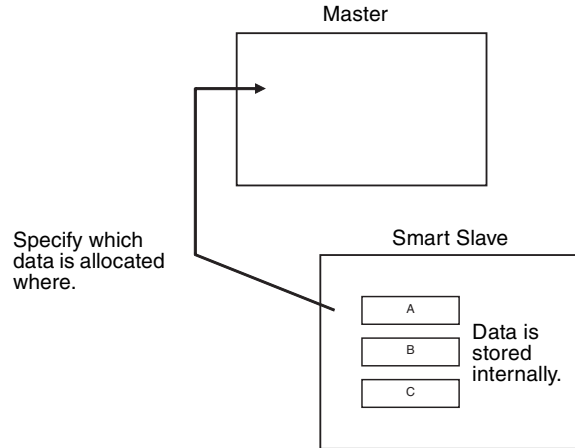 Master
Specify which
data is allocated
where.
Smart Slave
A
B
C
Data is
stored
internally.